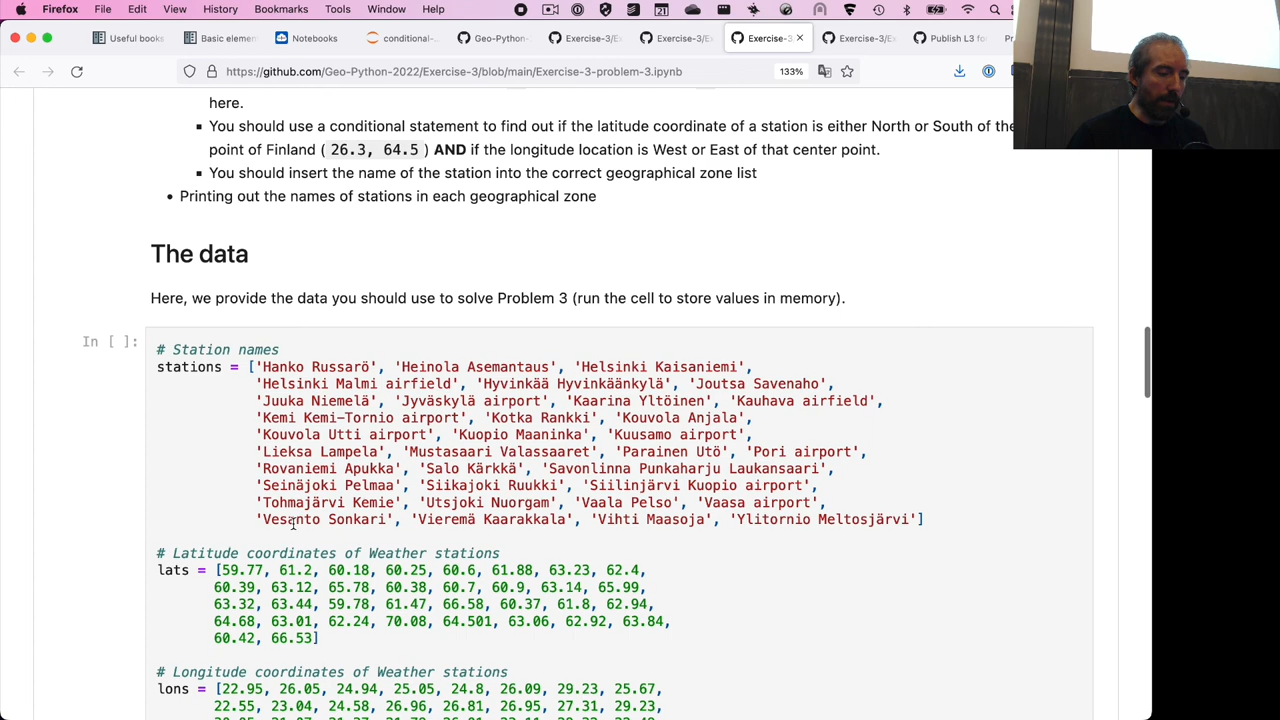 Firefox File Edit View History Bookmarks Profiles Tools Window Help
Useful books Basic elemen Notebooks conditional-... Geo-Python- Exercise-3/E Exercise-3/E Exercise-3 Exercise-3/E Publish L3 fo
https://github.com/Geo-Python-2022/Exercise-3/blob/main/Exercise-3-problem-3.ipynb 133%
here.
You should use a conditional statement to find out if the latitude coordinate of a station is either North or South of the
point of Finland ( 26.3, 64.5 ) AND if the longitude location is West or East of that center point.
You should insert the name of the station into the correct geographical zone list
Printing out the names of stations in each geographical zone
The data
Here, we provide the data you should use to solve Problem 3 (run the cell to store values in memory).
In [ ]:
# Station names
stations = ['Hanko Russarö', 'Heinola Asemantaus', 'Helsinki Kaisaniemi',
'Helsinki Malmi airfield', 'Hyvinkää Hyvinkäänkylä', 'Joutsa Savenaho',
'Juuka Niemelä', 'Jyväskylä airport', 'Kaarina Yltöinen', 'Kauhava airfield',
'Kemi Kemi-Tornio airport', 'Kotka Rankki', 'Kouvola Anjala',
'Kouvola Utti airport', 'Kuopio Maaninka', 'Kuusamo airport',
'Lieksa Lampela', 'Mustasaari Valassaaret', 'Parainen Utö', 'Pori airport',
'Rovaniemi Apukka', 'Salo Kärkkä', 'Savonlinna Punkaharju Laukansaari',
'Seinäjoki Pelmaa', 'Siikajoki Ruukki', 'Siilinjärvi Kuopio airport',
'Tohmajärvi Kemie', 'Utsjoki Nuorgam', 'Vaala Pelso', 'Vaasa airport',
'Vesanto Sonkari', 'Vieremä Kaarakkala', 'Vihti Maasoja', 'Ylitornio Meltosjärvi']
# Latitude coordinates of Weather stations
lats = [59.77, 61.2, 60.18, 60.25, 60.6, 61.88, 63.23, 62.4,
60.39, 63.12, 65.78, 60.38, 60.7, 60.9, 63.14, 65.99,
63.32, 63.44, 59.78, 61.47, 66.58, 60.37, 61.8, 62.94,
64.68, 63.01, 62.24, 70.08, 64.501, 63.06, 62.92, 63.84,
60.42, 66.53]
# Longitude coordinates of Weather stations
lons = [22.95, 26.05, 24.94, 25.05, 24.8, 26.09, 29.23, 25.67,
22.55, 23.04, 24.58, 26.96, 26.81, 26.95, 27.31, 29.23,